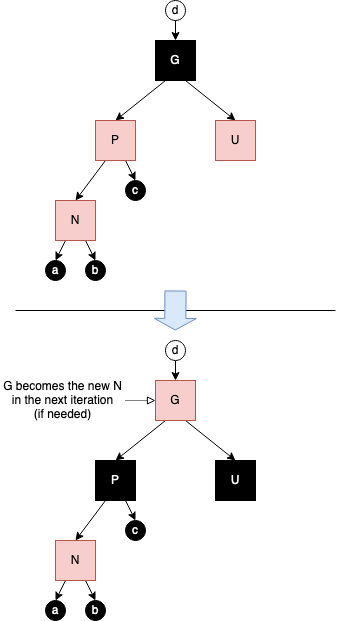 d
G
P
U
c
N
a
b
d
G becomes the new N
in the next iteration
(if needed)
G
P
U
c
N
a
b